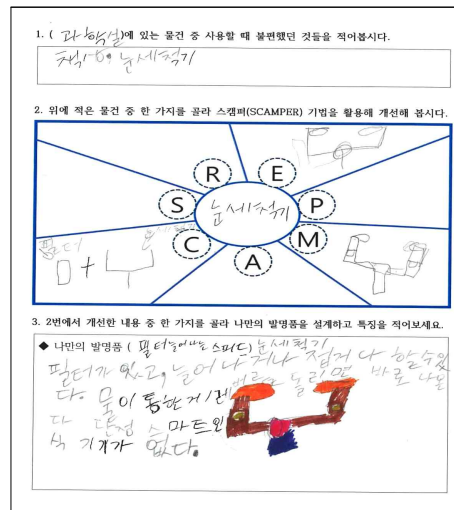 1. ( 과학실)에 있는 물건 중 사용할 때 불편했던 것들을 적어봅시다.
책상, 눈세척기
2. 위에 적은 물건 중 한 가지를 골라 스캠퍼(SCAMPER) 기법을 활용해 개선해 봅시다.
R E
S P
눈세척기
C M
A
필터
+
3. 2번에서 개선한 내용 중 한 가지를 골라 나만의 발명품을 설계하고 특징을 적어보세요.
◆ 나만의 발명품 ( 필터늘어나는 스피드) 눈세척기
필터가 있고, 늘어나거나 접거나 할수있
다. 물이 통한거 돌리면 바로 나온
다 단점 스마트인
식 기계가 없다.